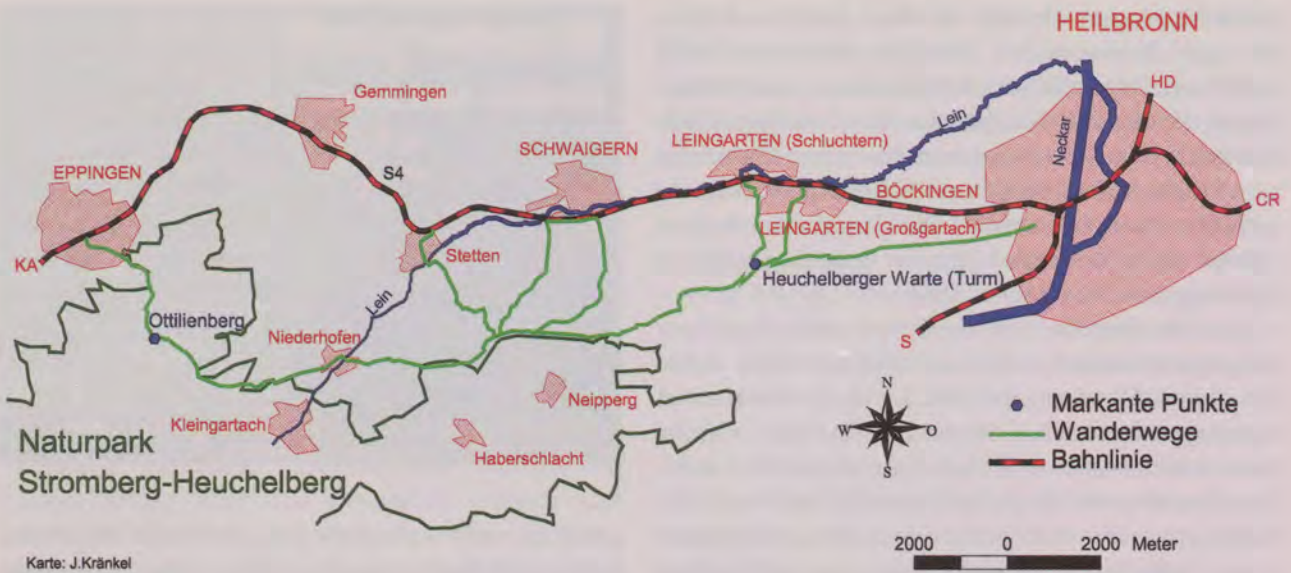 HEILBRONN
HD
Gemmingen
Lein
Neckar
SCHWAIGERN
LEINGARTEN (Schluchtern)
EPPINGEN
S4
BÖCKINGEN
CR
LEINGARTEN (Großgartach)
KA
Stetten
Heuchelberger Warte (Turm)
Lein
Ottilienberg
Niederhofen
S
Neipperg
Kleingartach
Haberschlacht
Naturpark
Stromberg-Heuchelberg
N
W O
S
Markante Punkte
Wanderwege
Bahnlinie
2000 0 2000 Meter
Karte: J.Kränkel